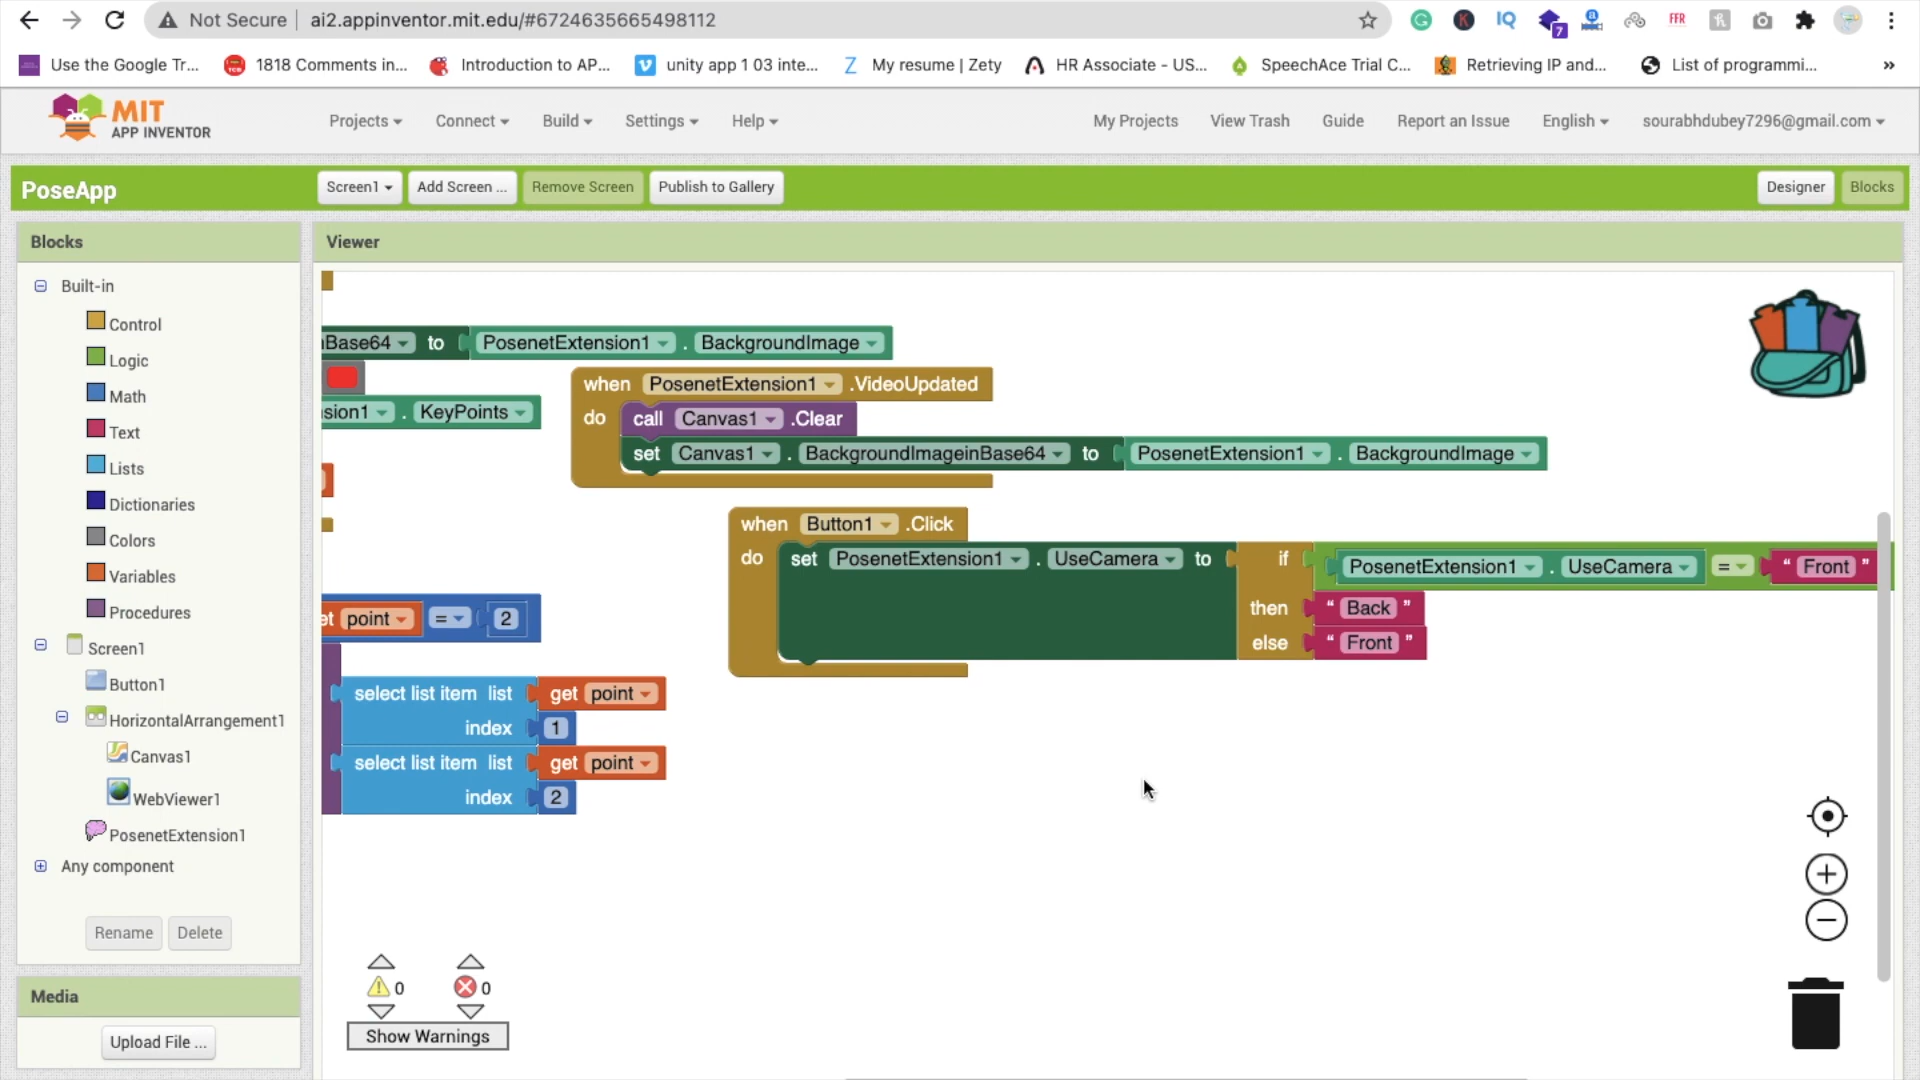 Not Secure ai2.appinventor.mit.edu/#6724635665498112
7
Use the Google Tr... 1818 Comments in... Introduction to AP... unity app 1 03 inte... My resume | Zety HR Associate - US... SpeechAce Trial C... Retrieving IP and... List of programmi... »
MIT APP INVENTOR
Projects Connect Build Settings Help My Projects View Trash Guide Report an Issue English sourabhdubey7296@gmail.com
PoseApp Screen1 Add Screen ... Remove Screen Publish to Gallery Designer Blocks
Blocks
Built-in
Control
Logic
Math
Text
Lists
Dictionaries
Colors
Variables
Procedures
Screen1
Button1
HorizontalArrangement1
Canvas1
WebViewer1
PosenetExtension1
Any component
Rename Delete
Media
Upload File ...
Viewer
Base64 to PosenetExtension1 . BackgroundImage
sion1 . KeyPoints
when PosenetExtension1 .VideoUpdated
do call Canvas1 .Clear
set Canvas1 . BackgroundImageinBase64 to PosenetExtension1 . BackgroundImage
when Button1 .Click
do set PosenetExtension1 . UseCamera to if PosenetExtension1 . UseCamera = “ Front ”
then “ Back ”
else “ Front ”
et point = 2
select list item list get point
index 1
select list item list get point
index 2
0 0
Show Warnings